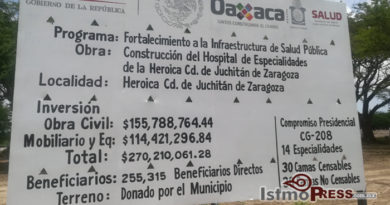 GOBIERNO DE LA REPÚBLICA
Oaxaca
SALUD
Programa: Fortalecimiento a la Infraestructura de Salud Pública
Obra: Construcción del Hospital de Especialidades
de la Heroica Cd. de Juchitán de Zaragoza
Localidad: Heroica Cd. de Juchitán de Zaragoza
Inversión
Obra Civil: $155,788,764.44
Mobiliario y Eq: $114,421,296.84
Total: $270,210,061.28
Beneficiarios: 255,315 Beneficiarios Directos
Terreno: Donado por el Municipio
Compromiso Presidencial
CG-208
14 Especialidades
30 Camas Censables
No Censables
IstmoPress